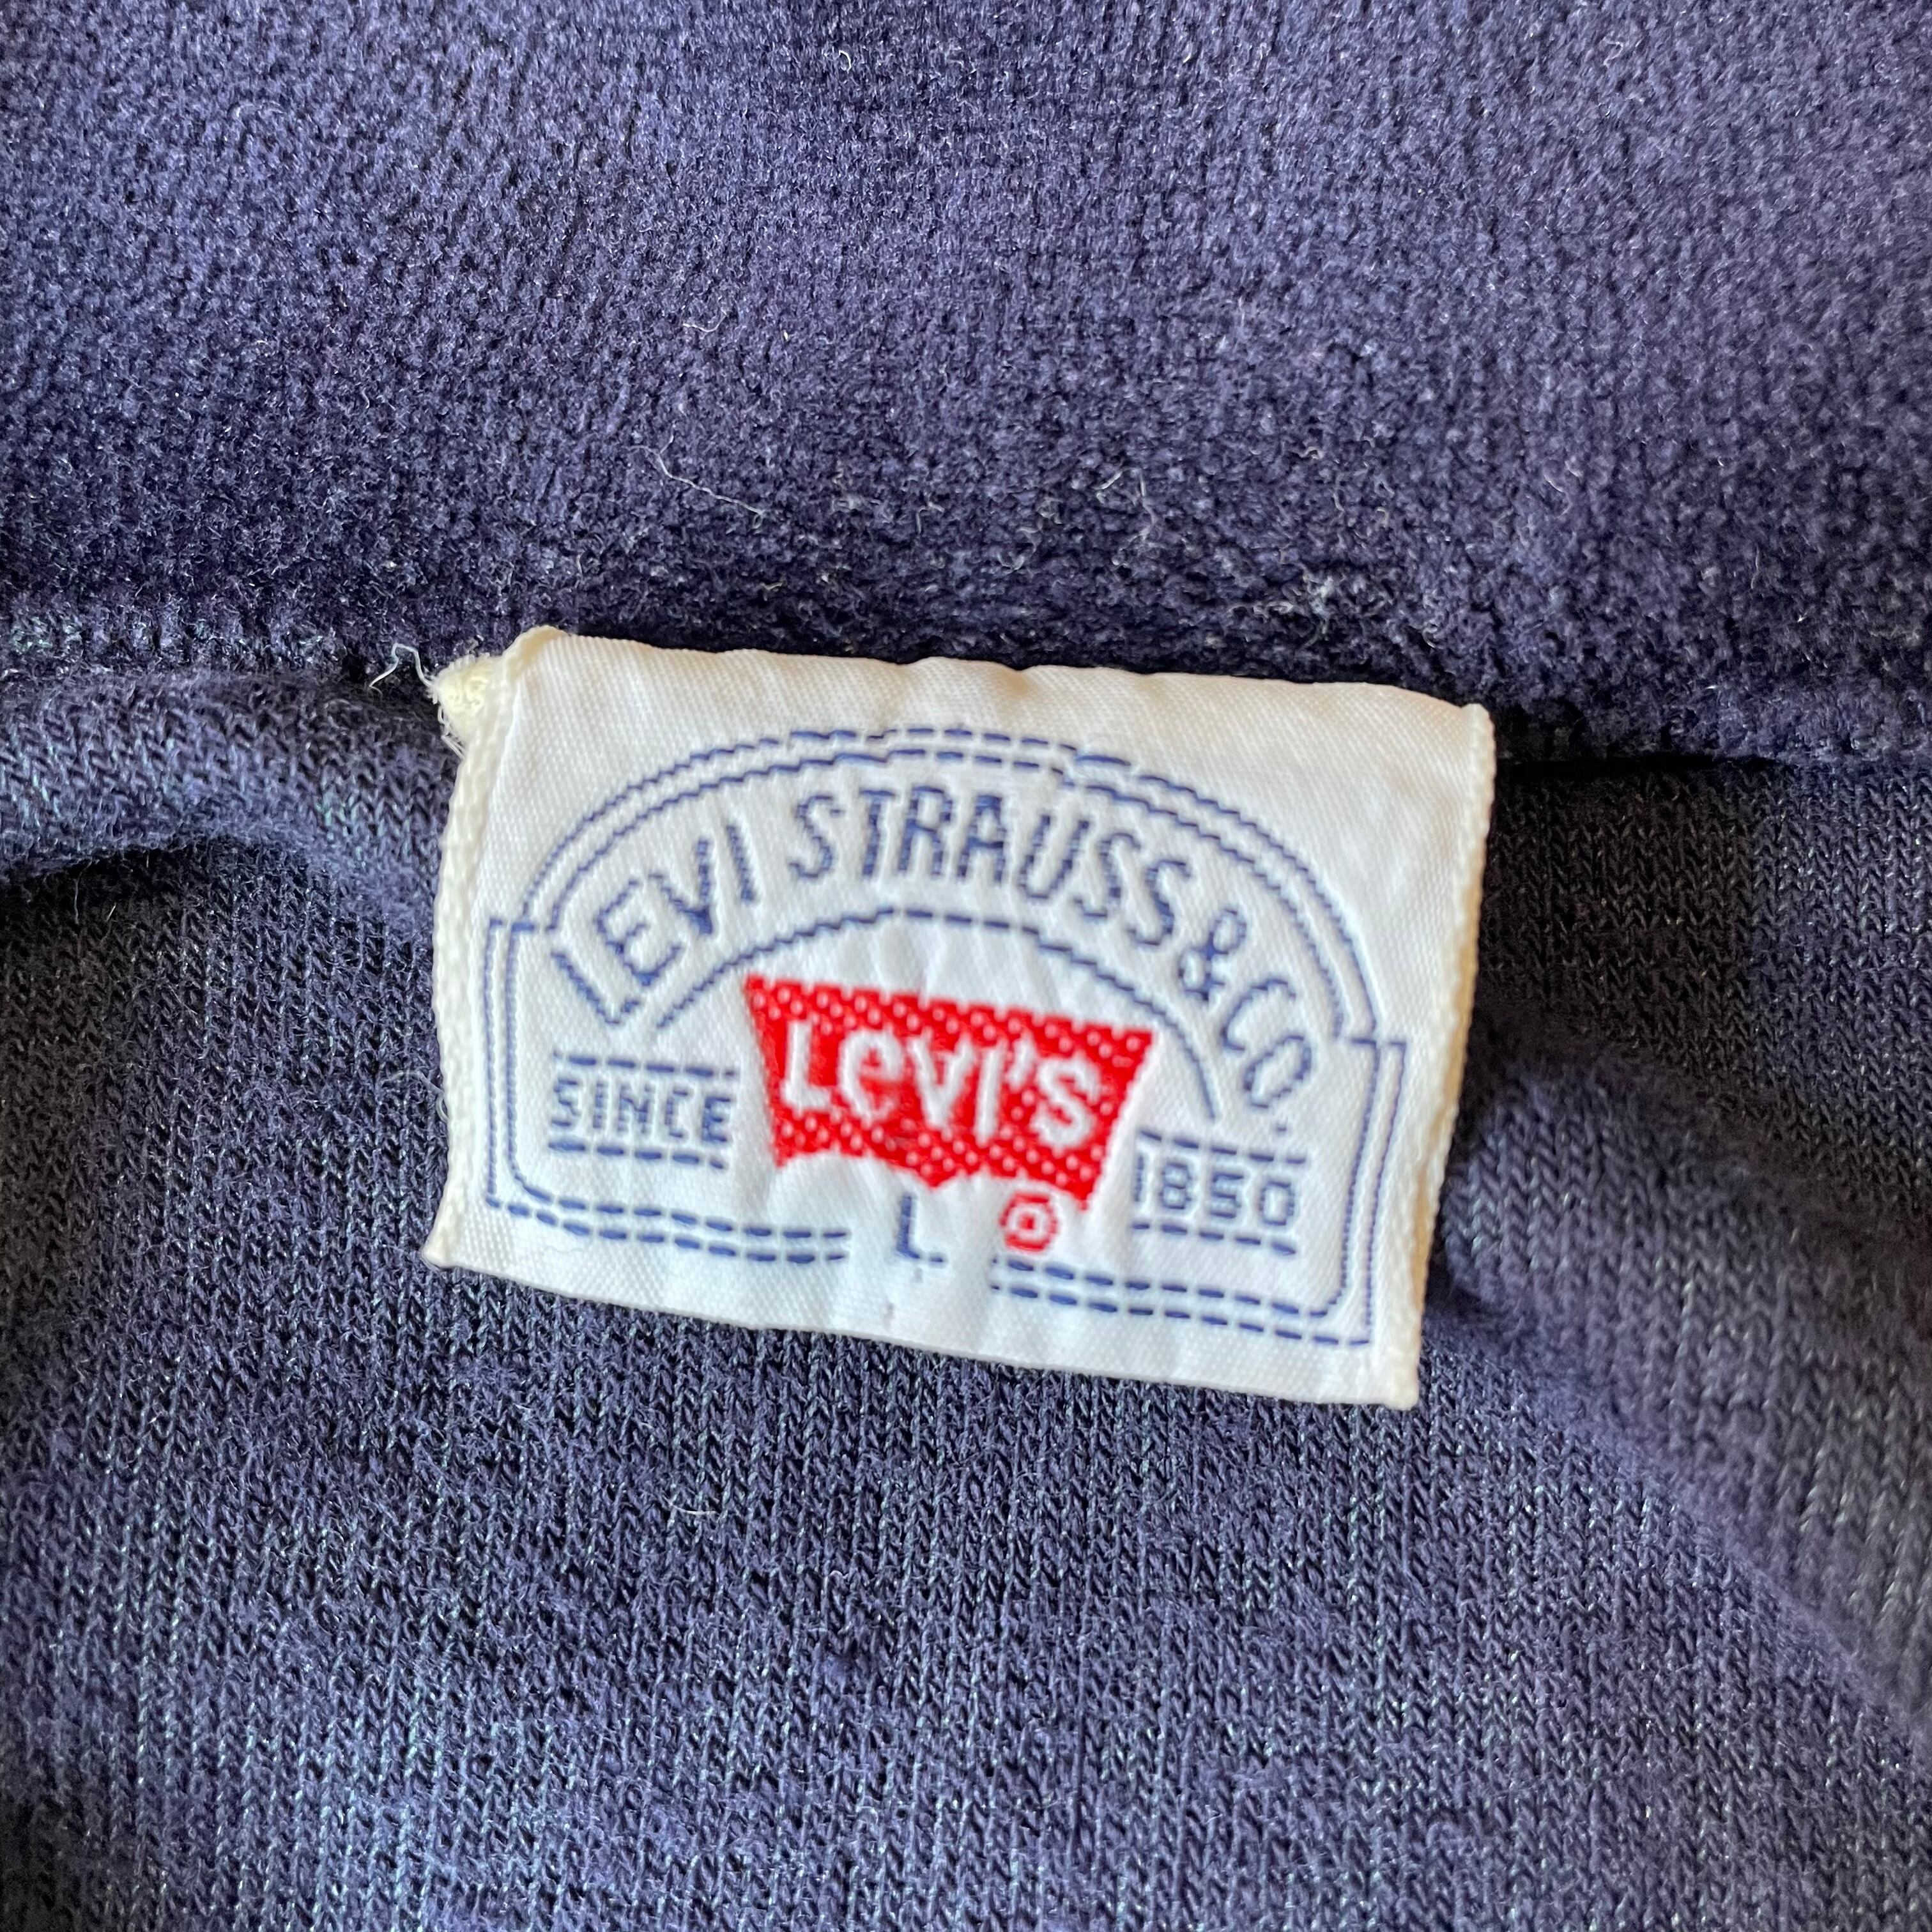 LEVI STRAUSS & CO.
SINCE Levi's 1850
L